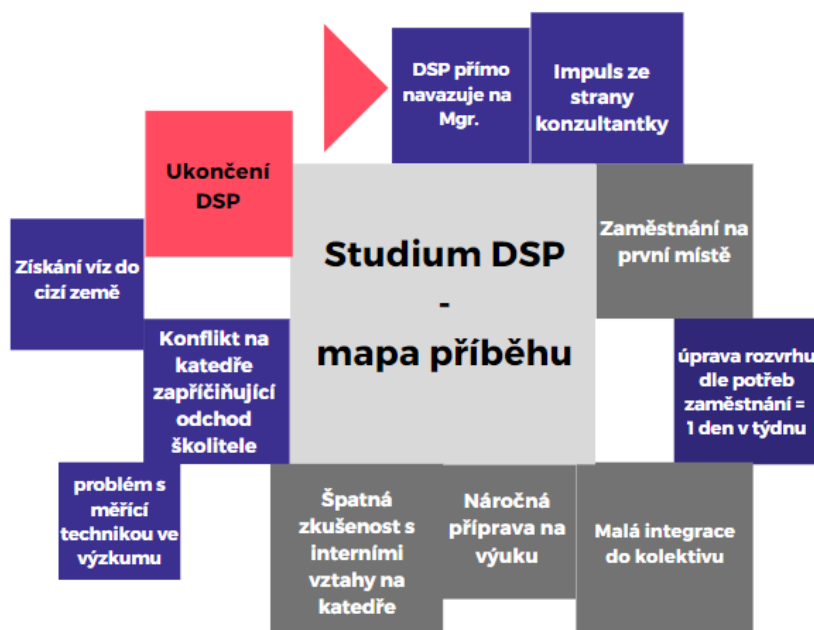 DSP přímo
navazuje na
Mgr.
Impuls ze
strany
konzultantky
Ukončení
DSP
Studium DSP
-
mapa příběhu
Zaměstnání na
první místě
Získání víz do
cizí země
Konflikt na
katedře
zapříčiňující
odchod
školitele
úprava rozvrhu
dle potřeb
zaměstnání =
1 den v týdnu
problém s
měřící
technikou ve
výzkumu
Špatná
zkušenost s
interními
vztahy na
katedře
Náročná
příprava na
výuku
Malá integrace
do kolektivu